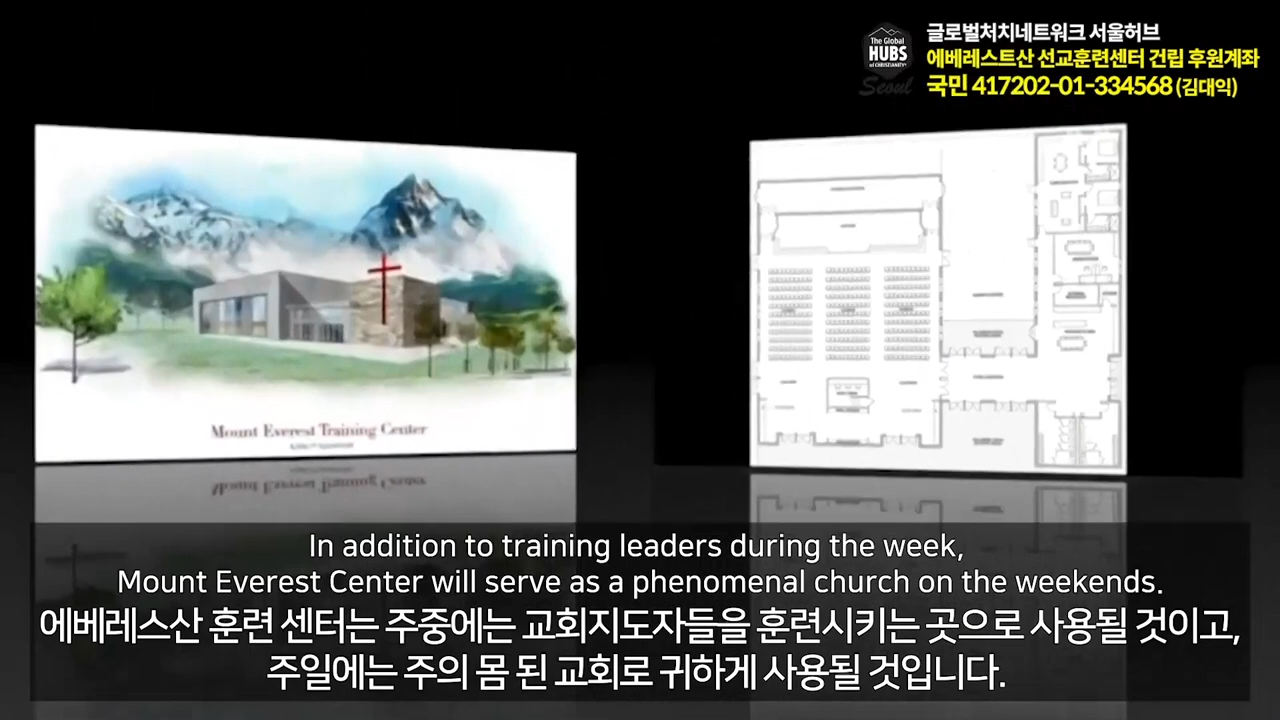 The Global
HUBS
of CHRISTIANITY
Seoul
글로벌처치네트워크 서울허브
에베레스트산 선교훈련센터 건립 후원계좌
국민 417202-01-334568 (김대익)
Mount Everest Training Center
In addition to training leaders during the week,
Mount Everest Center will serve as a phenomenal church on the weekends.
에베레스산 훈련 센터는 주중에는 교회지도자들을 훈련시키는 곳으로 사용될 것이고,
주일에는 주의 몸 된 교회로 귀하게 사용될 것입니다.